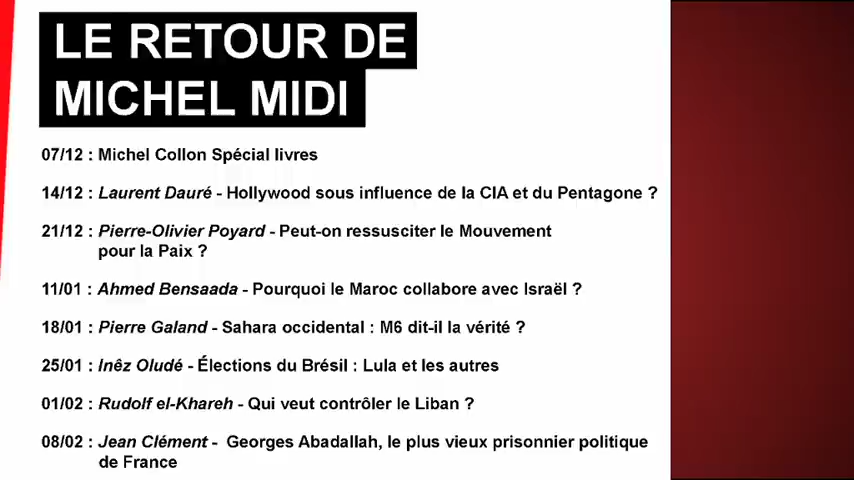 LE RETOUR DE
MICHEL MIDI
07/12 : Michel Collon Spécial livres
14/12 : Laurent Dauré - Hollywood sous influence de la CIA et du Pentagone ?
21/12 : Pierre-Olivier Poyard - Peut-on ressusciter le Mouvement
pour la Paix ?
11/01 : Ahmed Bensaada - Pourquoi le Maroc collabore avec Israël ?
18/01 : Pierre Galand - Sahara occidental : M6 dit-il la vérité ?
25/01 : Inêz Oludé - Élections du Brésil : Lula et les autres
01/02 : Rudolf el-Khareh - Qui veut contrôler le Liban ?
08/02 : Jean Clément - Georges Abadallah, le plus vieux prisonnier politique
de France